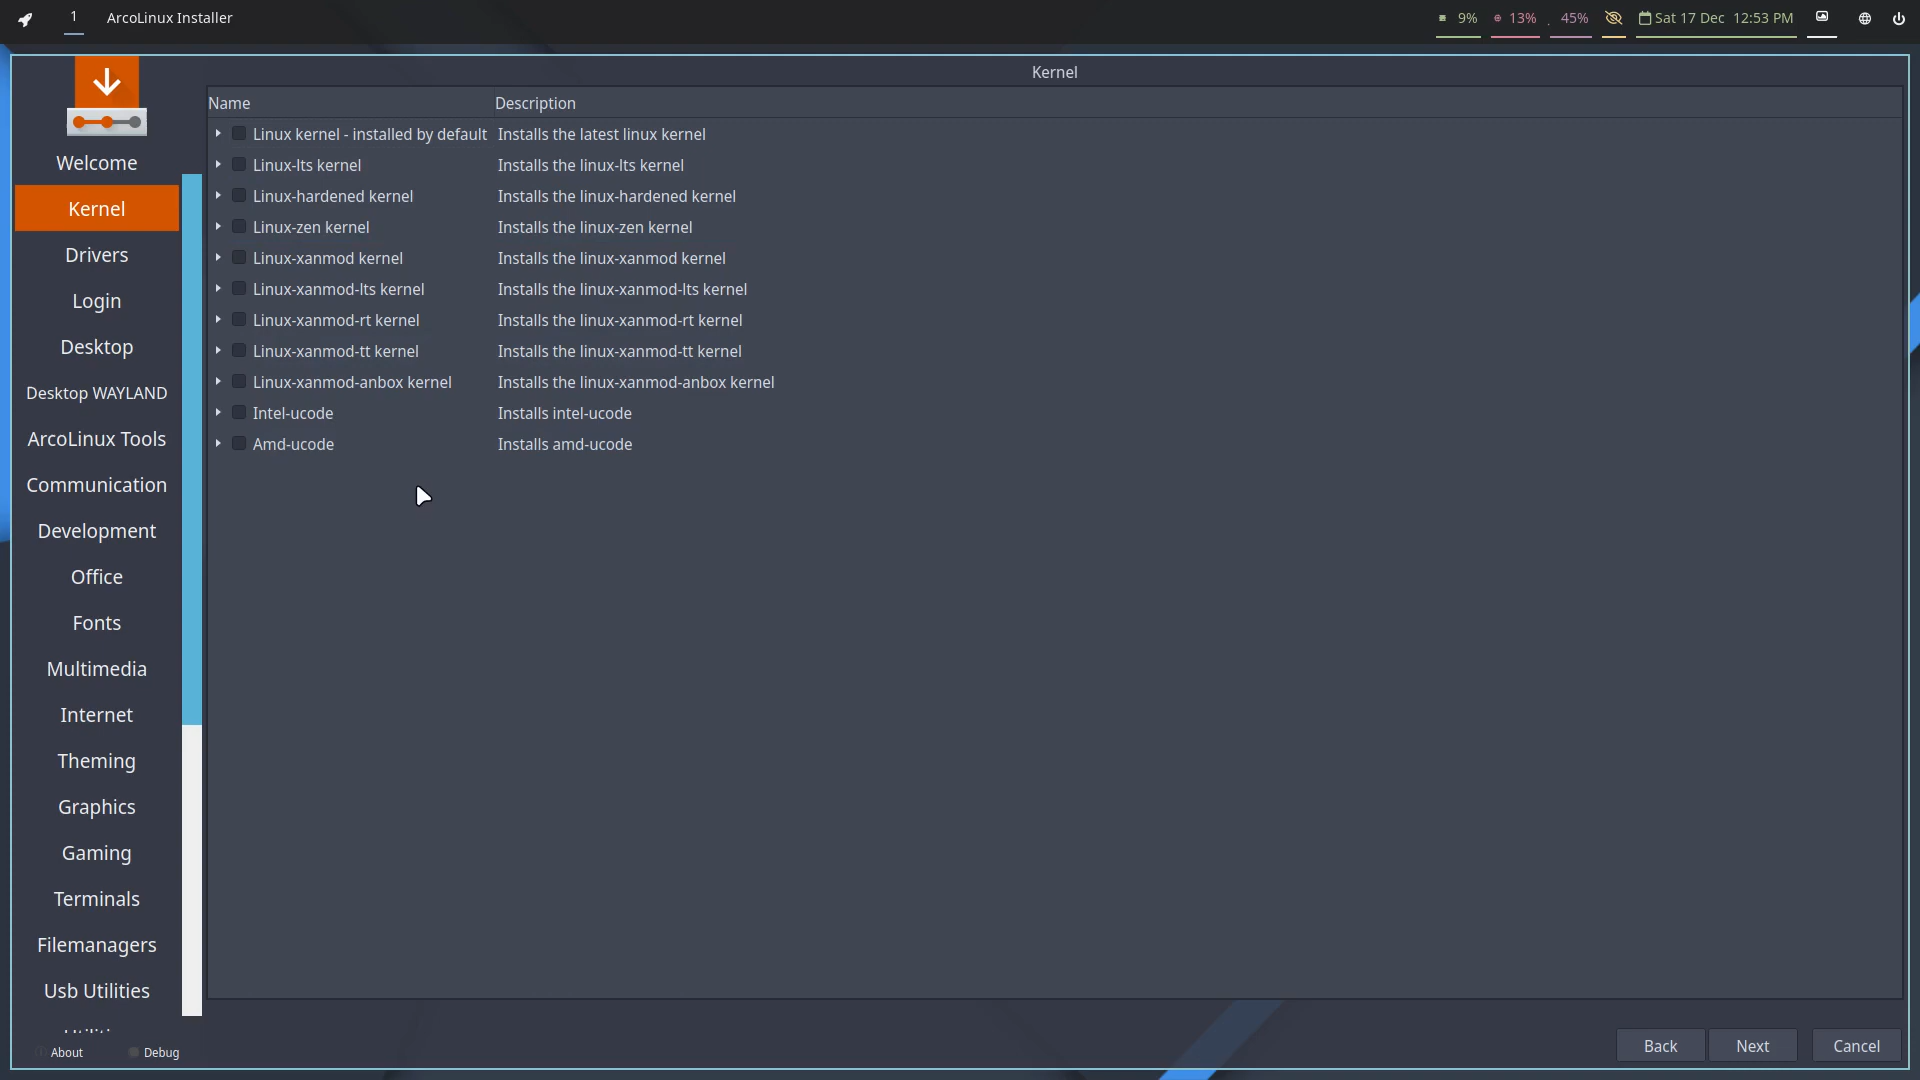 1 ArcoLinux Installer 9% 13% 45% Sat 17 Dec 12:53 PM
Kernel
Name Description
Linux kernel - installed by default Installs the latest linux kernel
Linux-lts kernel Installs the linux-lts kernel
Linux-hardened kernel Installs the linux-hardened kernel
Linux-zen kernel Installs the linux-zen kernel
Linux-xanmod kernel Installs the linux-xanmod kernel
Linux-xanmod-lts kernel Installs the linux-xanmod-lts kernel
Linux-xanmod-rt kernel Installs the linux-xanmod-rt kernel
Linux-xanmod-tt kernel Installs the linux-xanmod-tt kernel
Linux-xanmod-anbox kernel Installs the linux-xanmod-anbox kernel
Intel-ucode Installs intel-ucode
Amd-ucode Installs amd-ucode
Welcome
Kernel
Drivers
Login
Desktop
Desktop WAYLAND
ArcoLinux Tools
Communication
Development
Office
Fonts
Multimedia
Internet
Theming
Graphics
Gaming
Terminals
Filemanagers
Usb Utilities
About Debug
Back Next Cancel